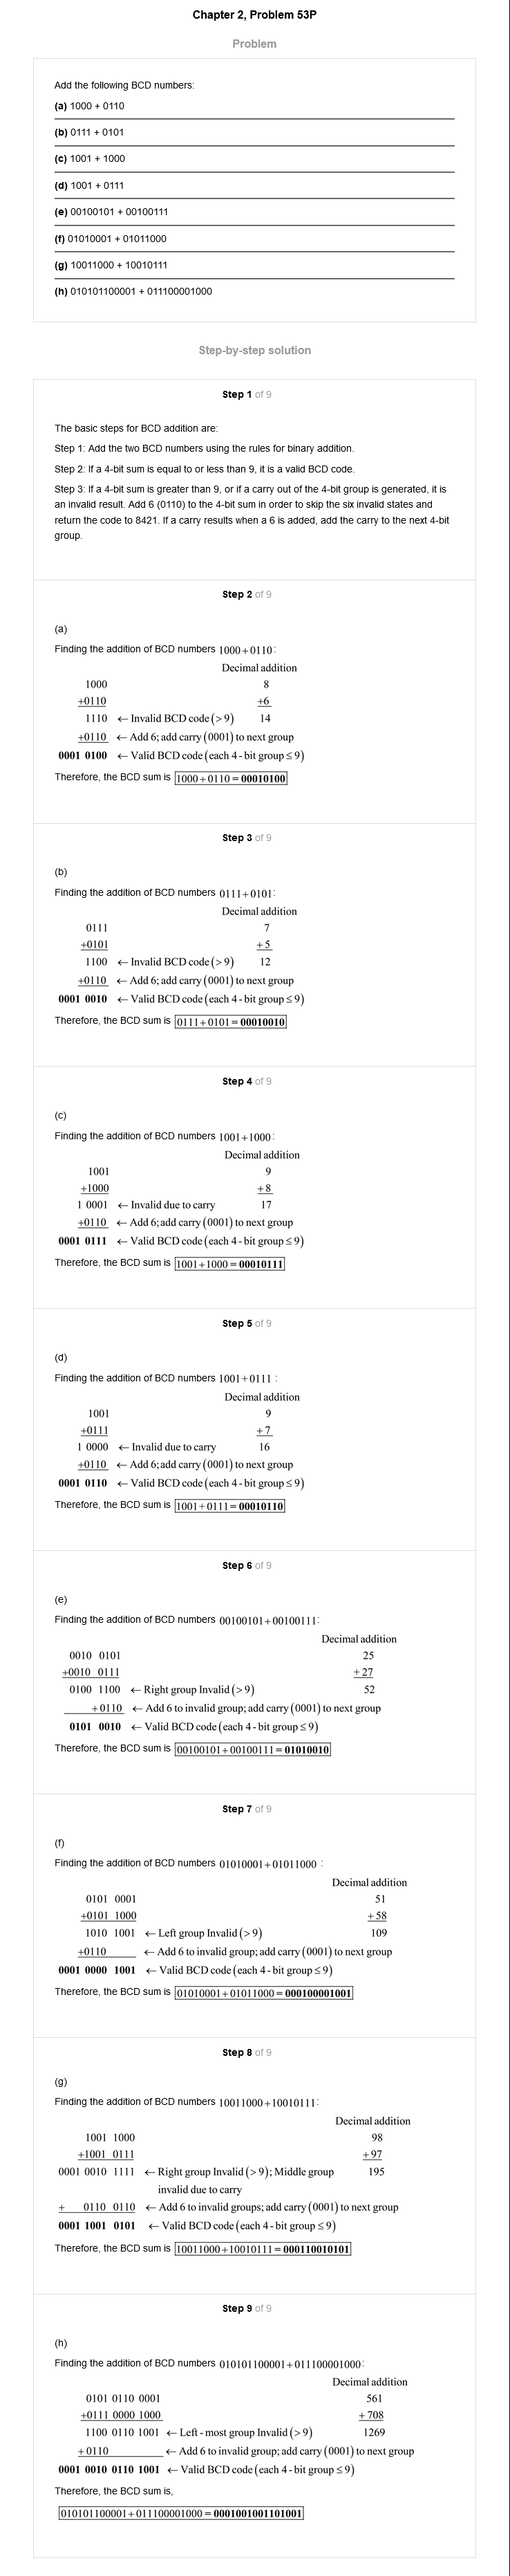 Chapter 2, Problem 53P
Problem
Add the following BCD numbers:
(a) 1000 + 0110
(b) 0111 + 0101
(c) 1001 + 1000
(d) 1001 + 0111
(e) 00100101 + 00100111
(f) 01010001 + 01011000
(g) 10011000 + 10010111
(h) 010101100001 + 011100001000
Step-by-step solution
Step 1 of 9
The basic steps for BCD addition are:
Step 1: Add the two BCD numbers using the rules for binary addition.
Step 2: If a 4-bit sum is equal to or less than 9, it is a valid BCD code.
Step 3: If a 4-bit sum is greater than 9, or if a carry out of the 4-bit group is generated, it is
an invalid result. Add 6 (0110) to the 4-bit sum in order to skip the six invalid states and
return the code to 8421. If a carry results when a 6 is added, add the carry to the next 4-bit
group.
Step 2 of 9
(a)
Finding the addition of BCD numbers 1000+0110:
Decimal addition
1000 8
+0110 +6
1110 ← Invalid BCD code (> 9) 14
+0110 ← Add 6; add carry (0001) to next group
0001 0100 ← Valid BCD code (each 4 - bit group ≤ 9)
Therefore, the BCD sum is 1000+0110 = 00010100
Step 3 of 9
(b)
Finding the addition of BCD numbers 0111+0101:
Decimal addition
0111 7
+0101 +5
1100 ← Invalid BCD code (> 9) 12
+0110 ← Add 6; add carry (0001) to next group
0001 0010 ← Valid BCD code (each 4 - bit group ≤ 9)
Therefore, the BCD sum is 0111+0101 = 00010010
Step 4 of 9
(c)
Finding the addition of BCD numbers 1001+1000:
Decimal addition
1001 9
+1000 +8
1 0001 ← Invalid due to carry 17
+0110 ← Add 6; add carry (0001) to next group
0001 0111 ← Valid BCD code (each 4 - bit group ≤ 9)
Therefore, the BCD sum is 1001+1000 = 00010111
Step 5 of 9
(d)
Finding the addition of BCD numbers 1001+0111 :
Decimal addition
1001 9
+0111 +7
1 0000 ← Invalid due to carry 16
+0110 ← Add 6; add carry (0001) to next group
0001 0110 ← Valid BCD code (each 4 - bit group ≤ 9)
Therefore, the BCD sum is 1001+0111 = 00010110
Step 6 of 9
(e)
Finding the addition of BCD numbers 00100101+00100111:
Decimal addition
0010 0101 25
+0010 0111 +27
0100 1100 ← Right group Invalid (> 9) 52
+0110 ← Add 6 to invalid group; add carry (0001) to next group
0101 0010 ← Valid BCD code (each 4 - bit group ≤ 9)
Therefore, the BCD sum is 00100101+00100111 = 01010010
Step 7 of 9
(f)
Finding the addition of BCD numbers 01010001+01011000 :
Decimal addition
0101 0001 51
+0101 1000 +58
1010 1001 ← Left group Invalid (> 9) 109
+0110 ← Add 6 to invalid group; add carry (0001) to next group
0001 0000 1001 ← Valid BCD code (each 4 - bit group ≤ 9)
Therefore, the BCD sum is 01010001+01011000 = 000100001001
Step 8 of 9
(g)
Finding the addition of BCD numbers 10011000+10010111:
Decimal addition
1001 1000 98
+1001 0111 +97
0001 0010 1111 ← Right group Invalid (> 9); Middle group 195
invalid due to carry
+ 0110 0110 ← Add 6 to invalid groups; add carry (0001) to next group
0001 1001 0101 ← Valid BCD code (each 4 - bit group ≤ 9)
Therefore, the BCD sum is 10011000+10010111 = 000110010101
Step 9 of 9
(h)
Finding the addition of BCD numbers 010101100001+011100001000:
Decimal addition
0101 0110 0001 561
+0111 0000 1000 +708
1100 0110 1001 ← Left - most group Invalid (> 9) 1269
+0110 ← Add 6 to invalid group; add carry (0001) to next group
0001 0010 0110 1001 ← Valid BCD code (each 4 - bit group ≤ 9)
Therefore, the BCD sum is,
010101100001+011100001000 = 0001001001101001